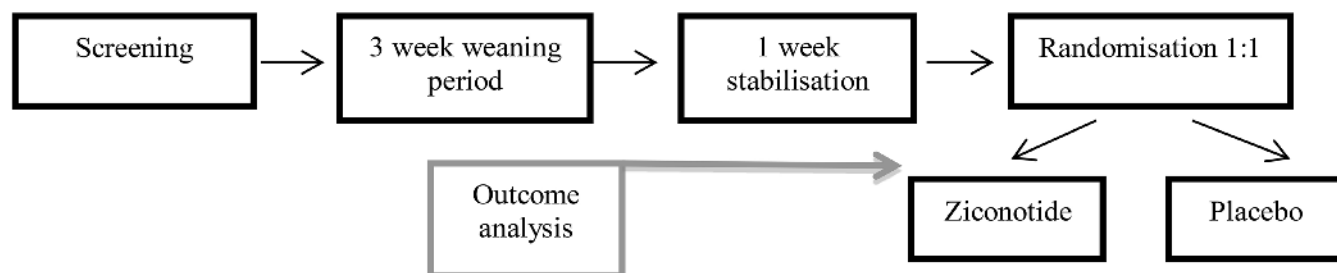 Screening
3 week weaning
period
1 week
stabilisation
Randomisation 1:1
Outcome
analysis
Ziconotide
Placebo